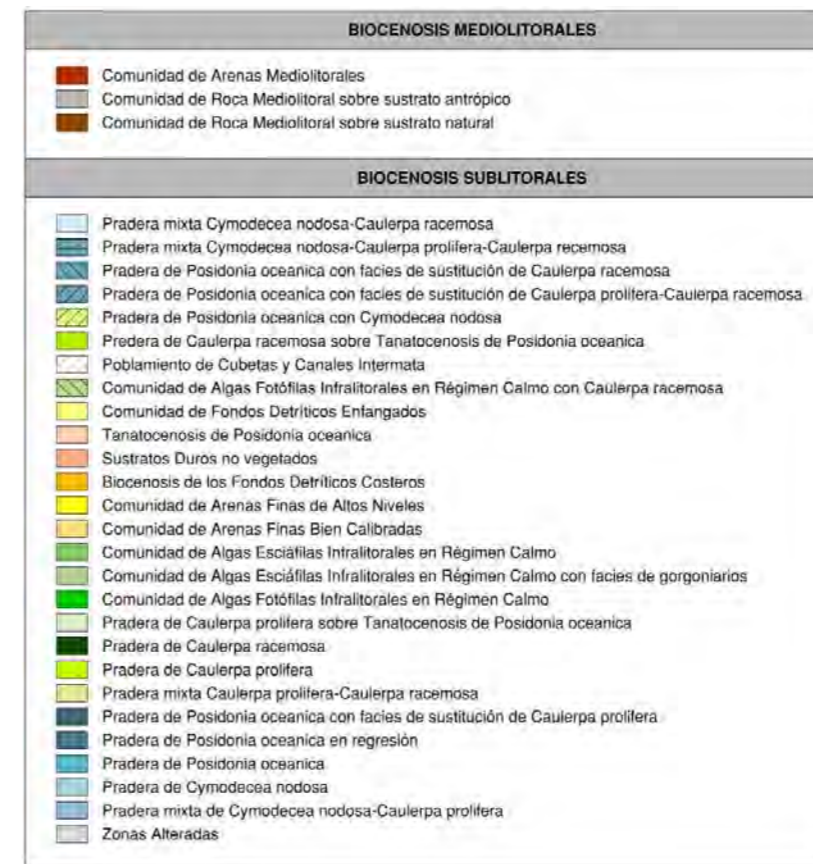 BIOCENOSIS MEDIOLITORALES
Comunidad de Arenas Mediolitorales
Comunidad de Roca Mediolitoral sobre sustrato antrópico
Comunidad de Roca Mediolitoral sobre sustrato natural
BIOCENOSIS SUBLITORALES
Pradera mixta Cymodecea nodosa-Caulerpa racemosa
Pradera mixta Cymodecea nodosa-Caulerpa prolifera-Caulerpa recemosa
Pradera de Posidonia oceanica con facies de sustitución de Caulerpa racemosa
Pradera de Posidonia oceanica con facies de sustitución de Caulerpa prolifera-Caulerpa racemosa
Pradera de Posidonia oceanica con Cymodecea nodosa
Predera de Caulerpa racemosa sobre Tanatocenosis de Posidonia oceanica
Poblamiento de Cubetas y Canales Intermata
Comunidad de Algas Fotófilas Infralitorales en Régimen Calmo con Caulerpa racemosa
Comunidad de Fondos Detríticos Enfangados
Tanatocenosis de Posidonia oceanica
Sustratos Duros no vegetados
Biocenosis de los Fondos Detríticos Costeros
Comunidad de Arenas Finas de Altos Niveles
Comunidad de Arenas Finas Bien Calibradas
Comunidad de Algas Esciáfilas Infralitorales en Régimen Calmo
Comunidad de Algas Esciáfilas Infralitorales en Régimen Calmo con facies de gorgoniarios
Comunidad de Algas Fotófilas Infralitorales en Régimen Calmo
Pradera de Caulerpa prolifera sobre Tanatocenosis de Posidonia oceanica
Pradera de Caulerpa racemosa
Pradera de Caulerpa prolifera
Pradera mixta Caulerpa prolifera-Caulerpa racemosa
Pradera de Posidonia oceanica con facies de sustitución de Caulerpa prolifera
Pradera de Posidonia oceanica en regresión
Pradera de Posidonia oceanica
Pradera de Cymodecea nodosa
Pradera mixta de Cymodecea nodosa-Caulerpa prolifera
Zonas Alteradas